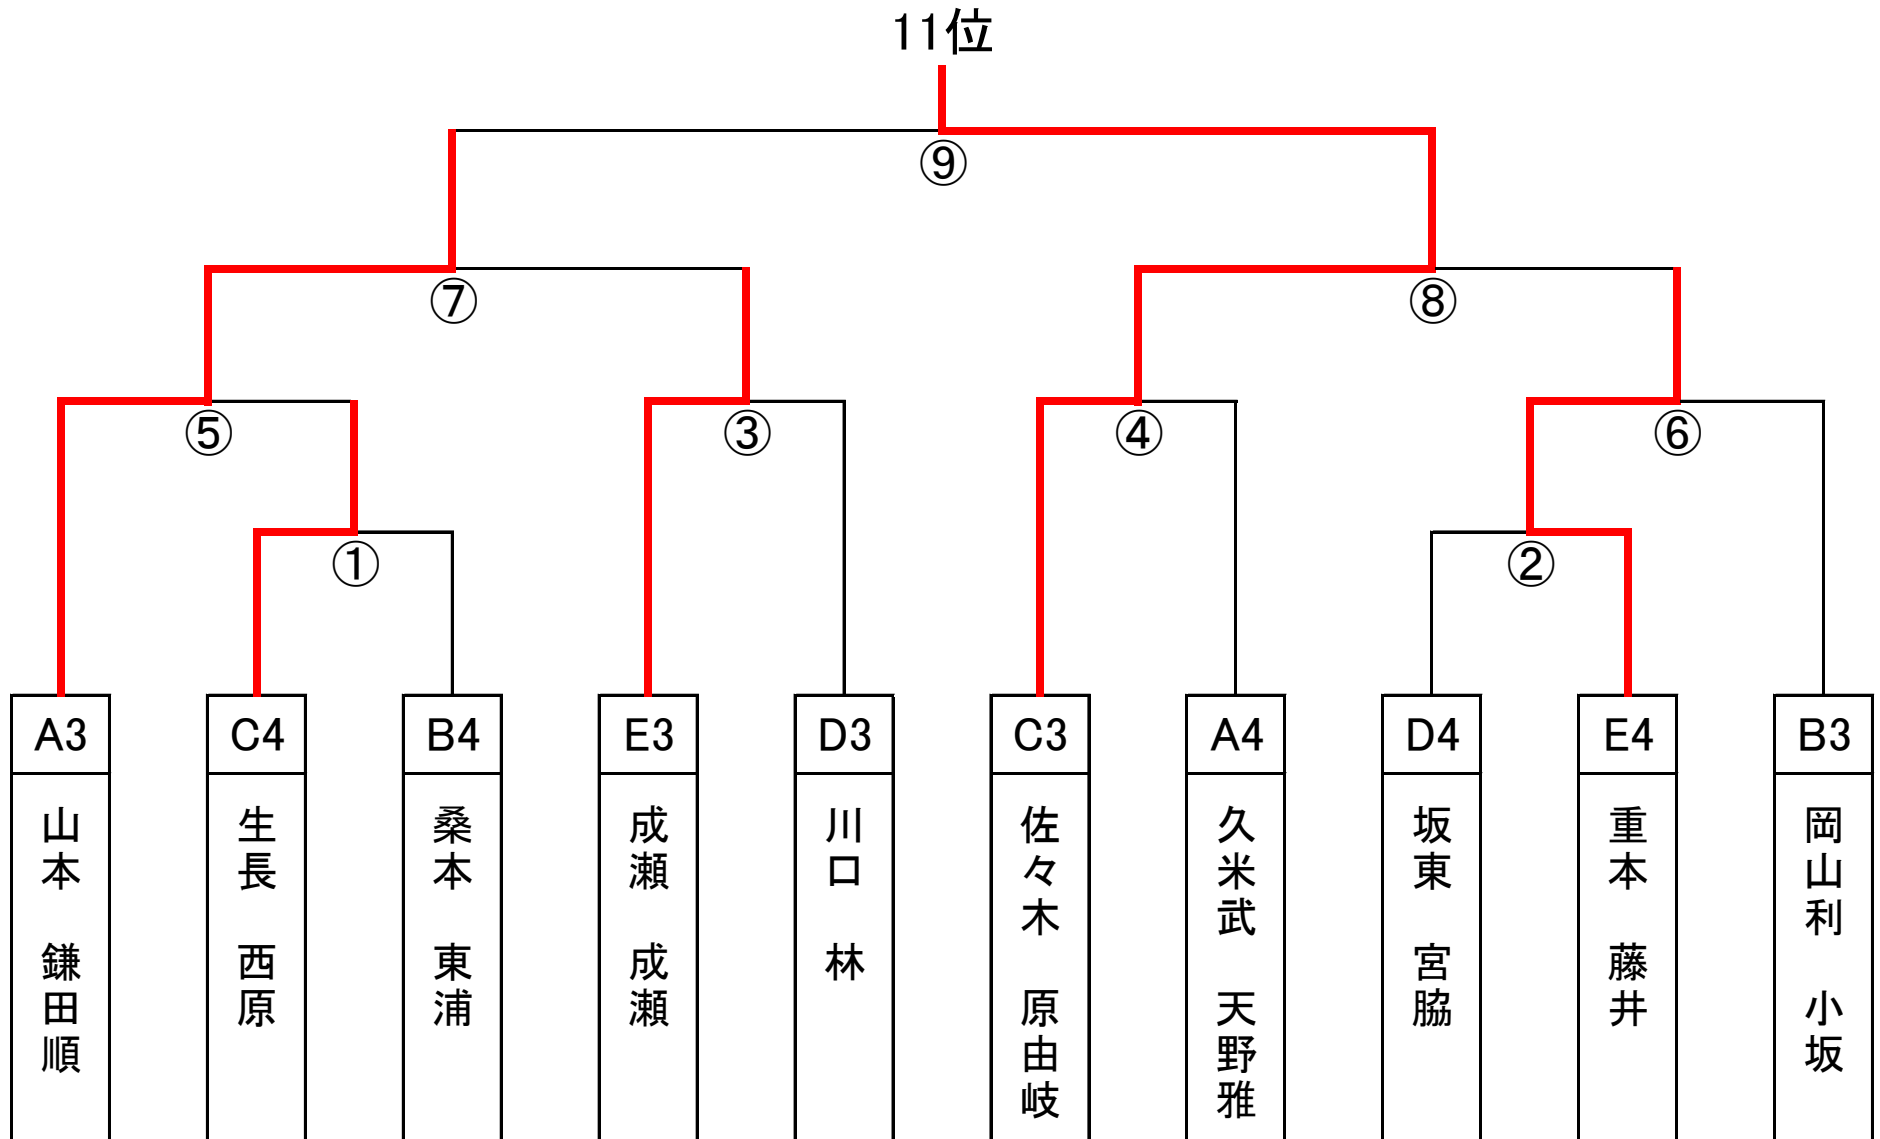 11位
⑨
⑦ ⑧
⑤ ③ ④ ⑥
① ②
A3 C4 B4 E3 D3 C3 A4 D4 E4 B3
山本 鎌田順
生長 西原
桑本 東浦
成瀬 成瀬
川口 林
佐々木 原由岐
久米武 天野雅
坂東 宮脇
重本 藤井
岡山利 小坂